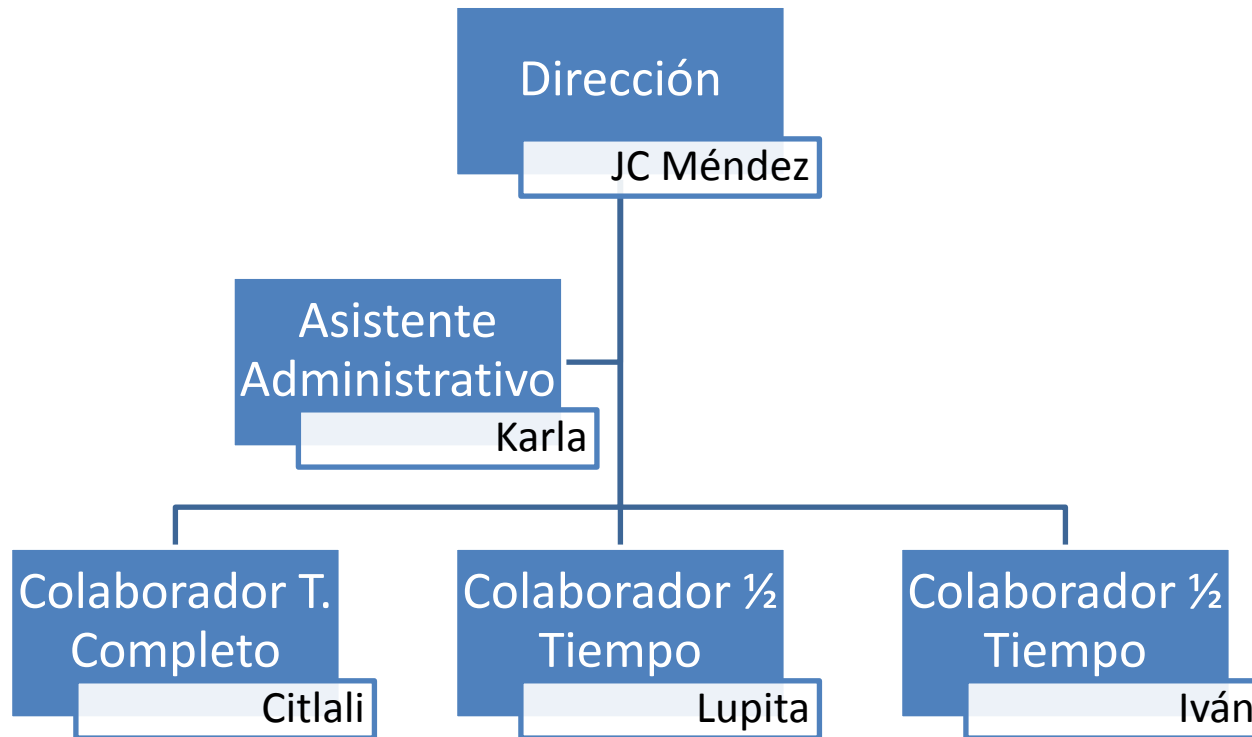 Dirección
JC Méndez
Asistente
Administrativo
Karla
Colaborador T.
Completo
Citlali
Colaborador ½
Tiempo
Lupita
Colaborador ½
Tiempo
Iván